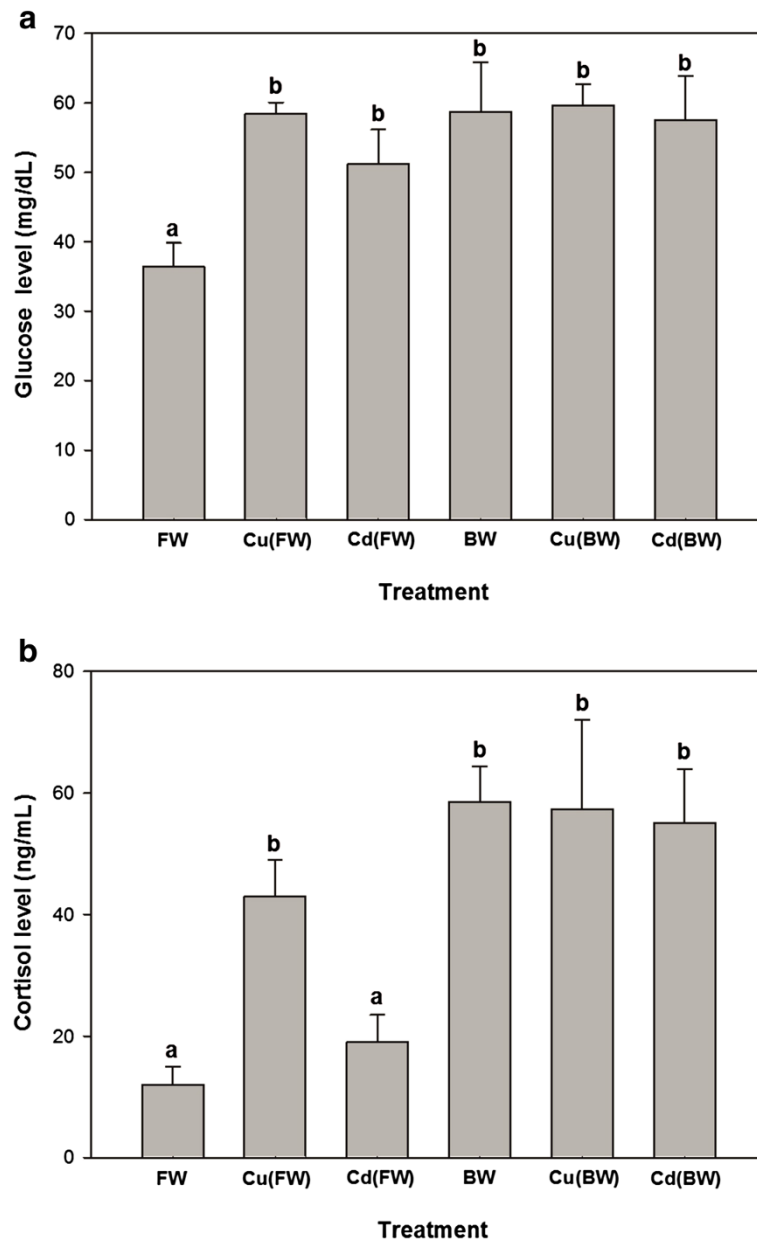 a
70
60
50
40
30
20
10
0
Glucose level (mg/dL)
a
b
b
b
b
b
FW Cu(FW) Cd(FW) BW Cu(BW) Cd(BW)
Treatment
b
80
60
40
20
0
Cortisol level (ng/mL)
a
b
a
b
b
b
FW Cu(FW) Cd(FW) BW Cu(BW) Cd(BW)
Treatment